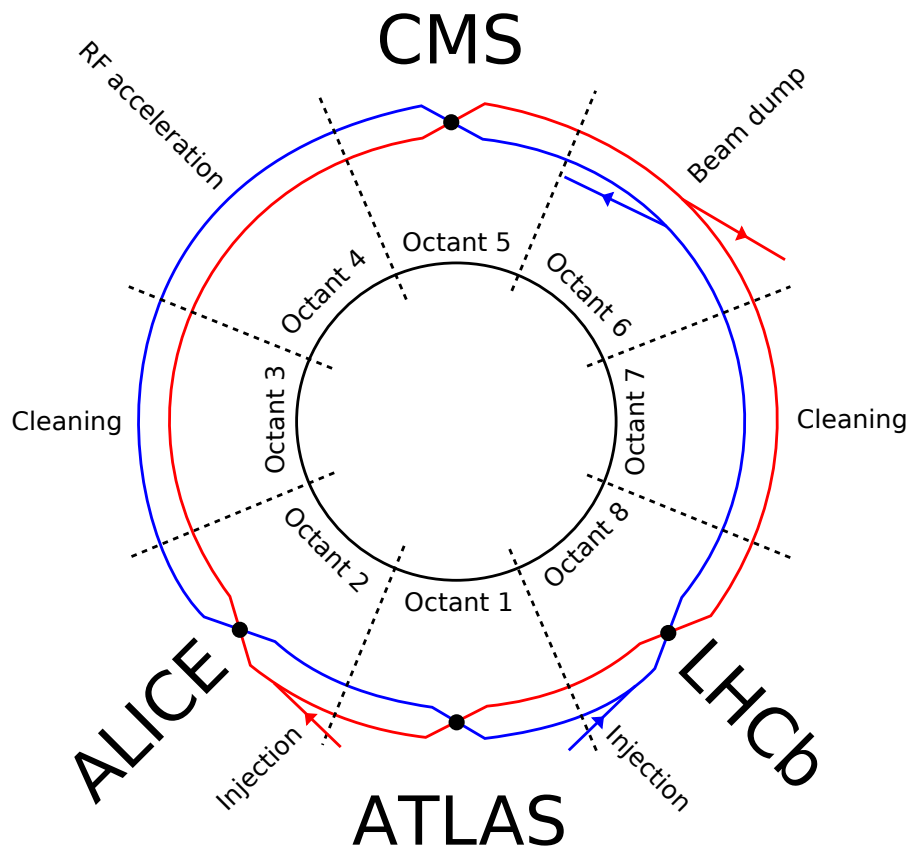 CMS
RF acceleration
Beam dump
Octant 5
Octant 4
Octant 6
Cleaning
Octant 3
Octant 7
Cleaning
Octant 2
Octant 8
Octant 1
ALICE
LHCb
Injection
Injection
ATLAS